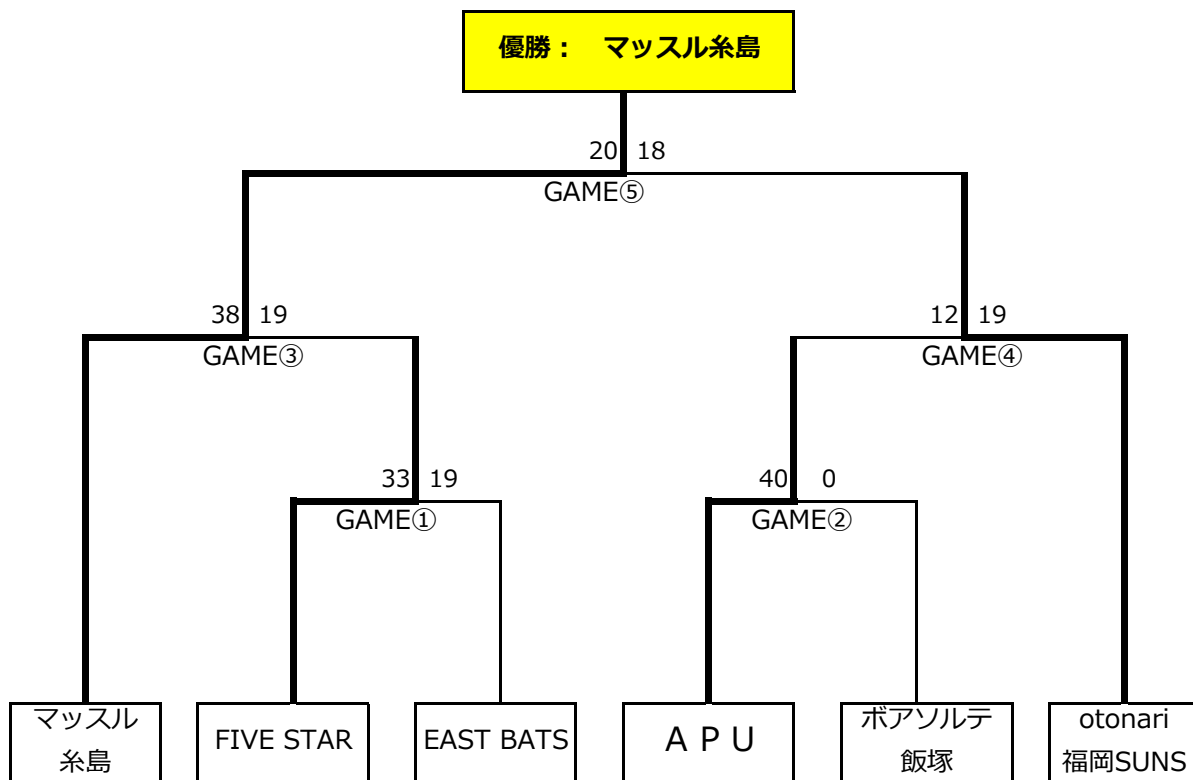 優勝：　マッスル糸島
20 18
GAME⑤
38 19
GAME③
12 19
GAME④
33 19
GAME①
40 0
GAME②
マッスル
糸島
FIVE STAR
EAST BATS
ＡＰＵ
ボアソルテ
飯塚
otonari
福岡SUNS